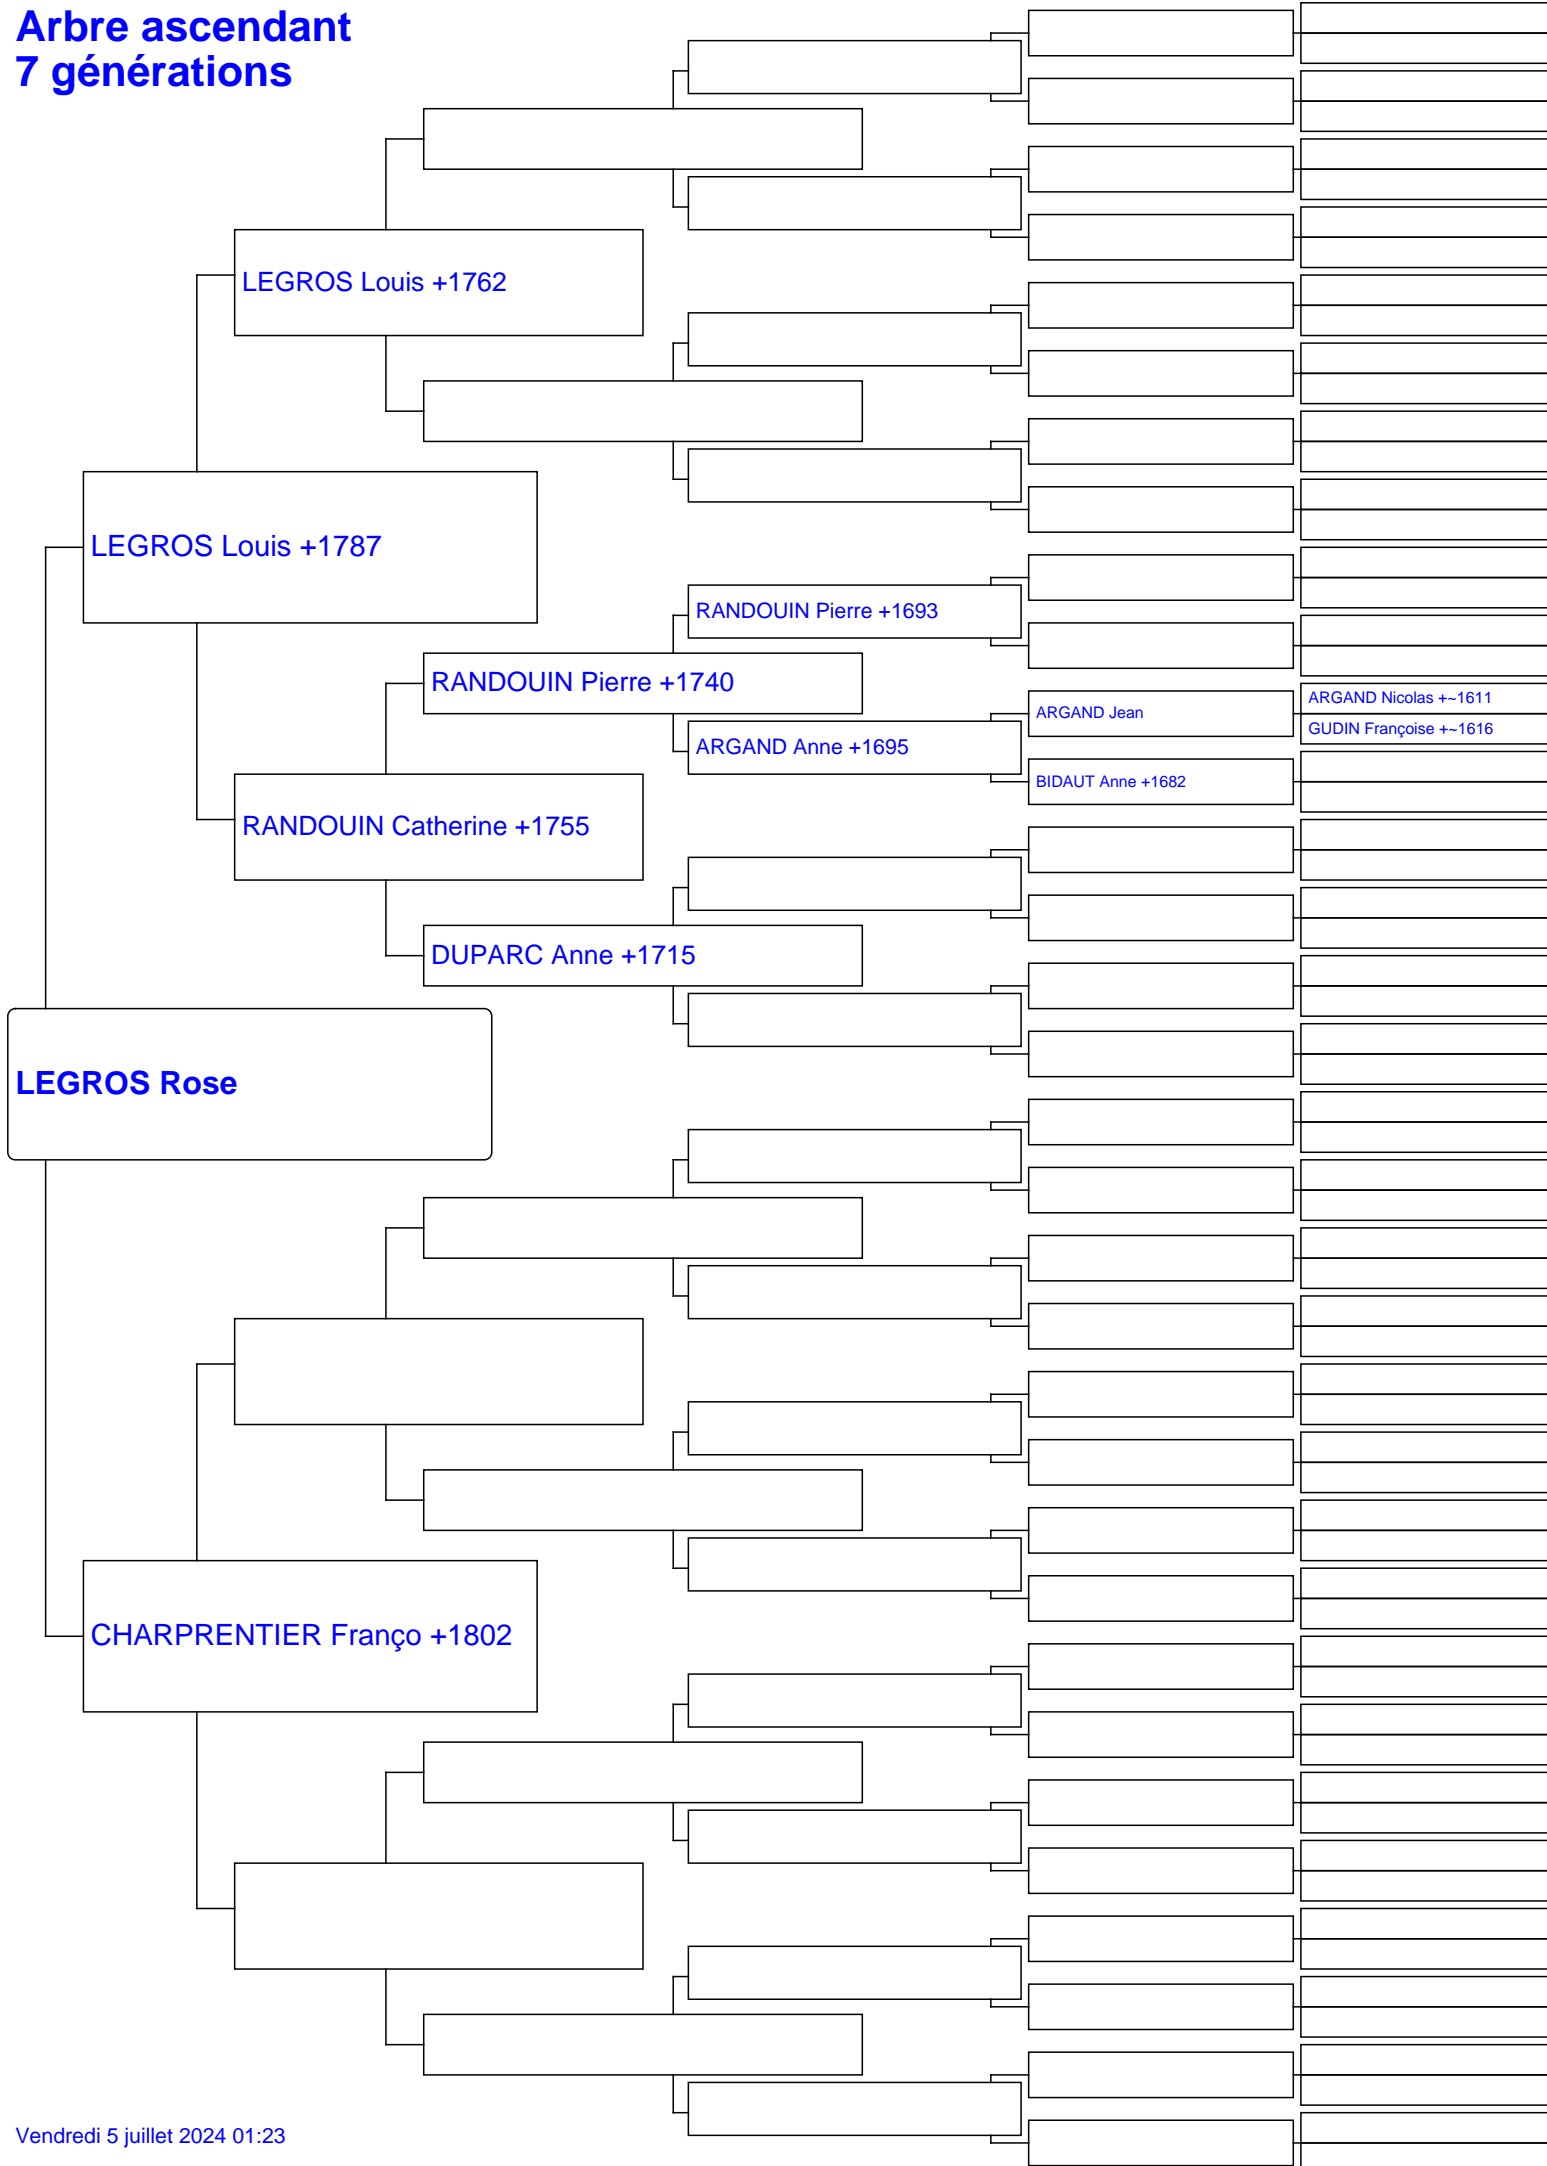 Arbre ascendant
7 générations
LEGROS Louis +1762
LEGROS Louis +1787
RANDOUIN Pierre +1693
RANDOUIN Pierre +1740
ARGAND Nicolas +~1611
ARGAND Jean
GUDIN Françoise +~1616
ARGAND Anne +1695
BIDAUT Anne +1682
RANDOUIN Catherine +1755
DUPARC Anne +1715
LEGROS Rose
CHARPRENTIER Franço +1802
Vendredi 5 juillet 2024 01:23